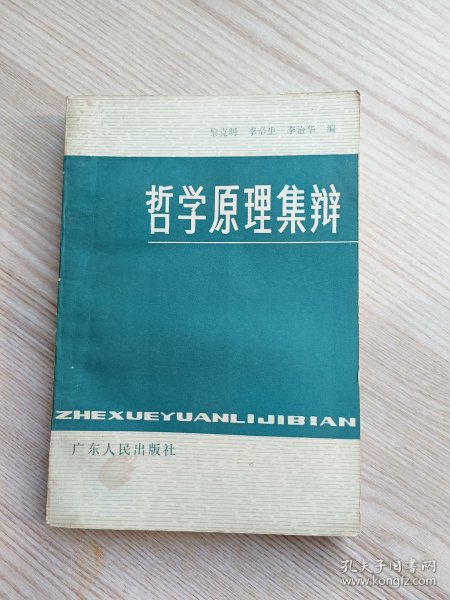 黎克明 李辛生 李治华 编
哲学原理集辩
ZHEXUEYUANLIJIBIAN
广东人民出版社
孔夫子旧书网
www.kongfz.com